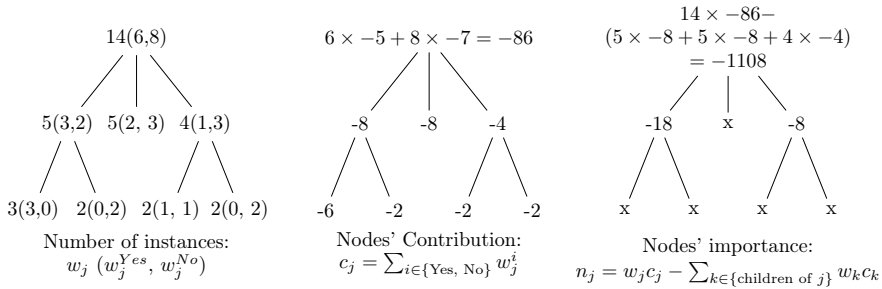 14(6,8)
5(3,2) 5(2, 3) 4(1,3)
3(3,0) 2(0,2) 2(1, 1) 2(0, 2)
Number of instances:
w_j (w_j^{Yes}, w_j^{No})
6 × −5 + 8 × −7 = −86
-8 -8 -4
-6 -2 -2 -2
Nodes' Contribution:
c_j = ∑_{i∈{Yes, No}} w_j^i
14 × −86−
(5 × −8 + 5 × −8 + 4 × −4)
= −1108
-18 x -8
x x x x
Nodes' importance:
n_j = w_j c_j − ∑_{k∈{children of j}} w_k c_k